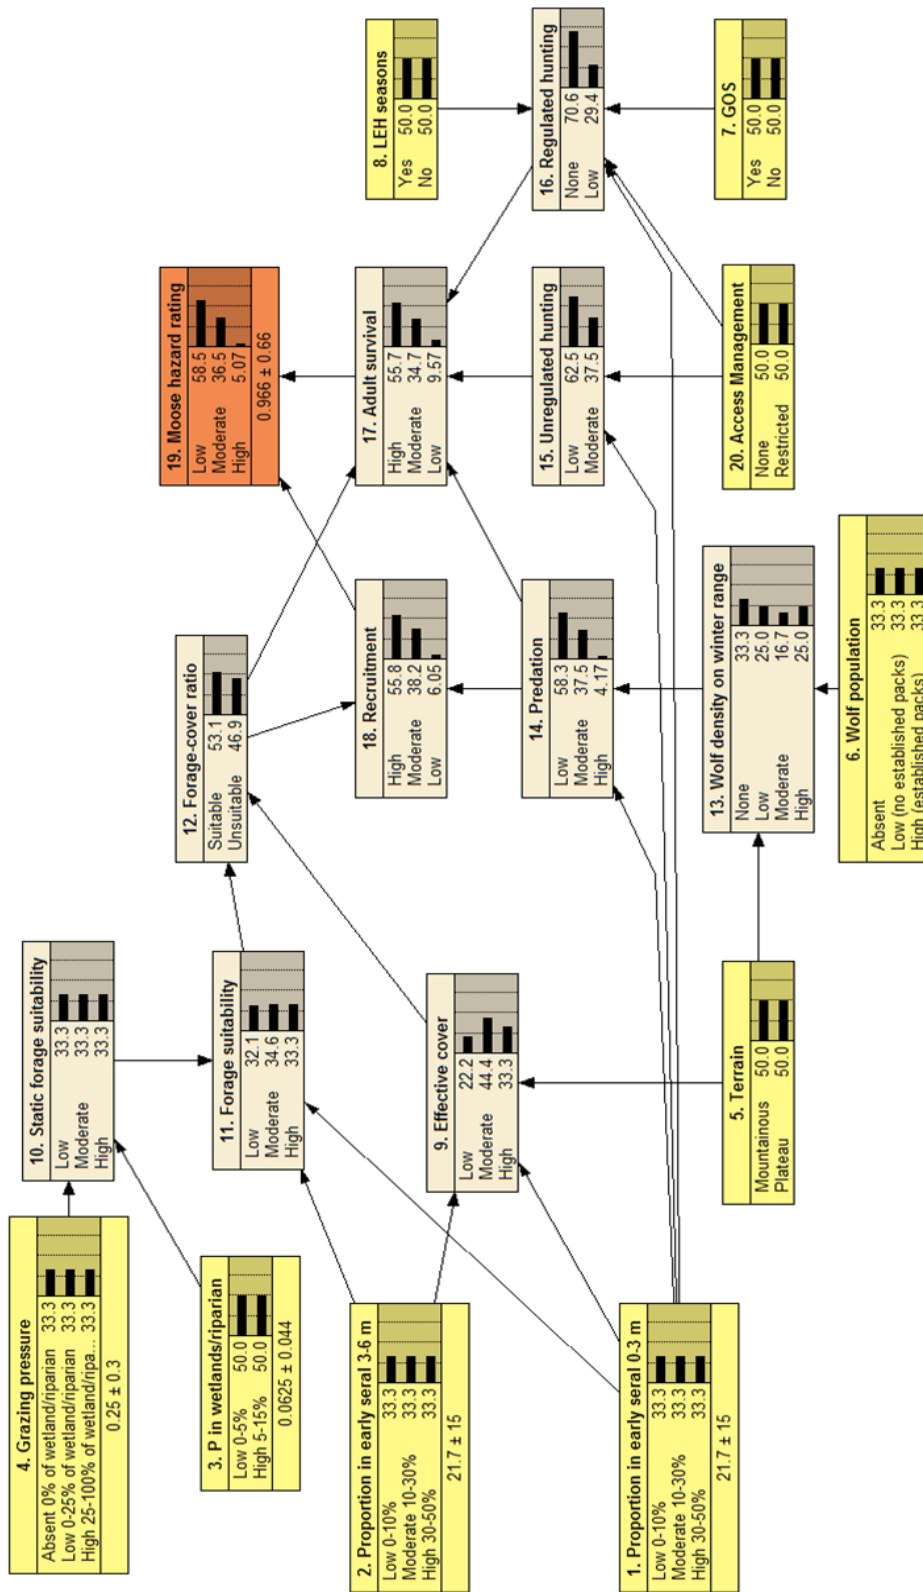 4. Grazing pressure
Absent 0% of wetland/riparian 33.3
Low 0-25% of wetland/riparian 33.3
High 25-100% of wetland/ripa... 33.3
0.25 ± 0.3
3. P in wetlands/riparian
Low 0-5% 50.0
High 5-15% 50.0
0.0625 ± 0.044
2. Proportion in early seral 3-6 m
Low 0-10% 33.3
Moderate 10-30% 33.3
High 30-50% 33.3
21.7 ± 15
1. Proportion in early seral 0-3 m
Low 0-10% 33.3
Moderate 10-30% 33.3
High 30-50% 33.3
21.7 ± 15
10. Static forage suitability
Low 33.3
Moderate 33.3
High 33.3
11. Forage suitability
Low 32.1
Moderate 34.6
High 33.3
9. Effective cover
Low 22.2
Moderate 44.4
High 33.3
5. Terrain
Mountainous 50.0
Plateau 50.0
12. Forage-cover ratio
Suitable 53.1
Unsuitable 46.9
18. Recruitment
High 55.8
Moderate 38.2
Low 6.05
14. Predation
Low 58.3
Moderate 37.5
High 4.17
13. Wolf density on winter range
None 33.3
Low 25.0
Moderate 16.7
High 25.0
6. Wolf population
Absent 33.3
Low (no established packs) 33.3
High (established packs) 33.3
19. Moose hazard rating
Low 58.5
Moderate 36.5
High 5.07
0.966 ± 0.66
17. Adult survival
High 55.7
Moderate 34.7
Low 9.57
15. Unregulated hunting
Low 62.5
Moderate 37.5
20. Access Management
None 50.0
Restricted 50.0
8. LEH seasons
Yes 50.0
No 50.0
16. Regulated hunting
None 70.6
Low 29.4
7. GOS
Yes 50.0
No 50.0